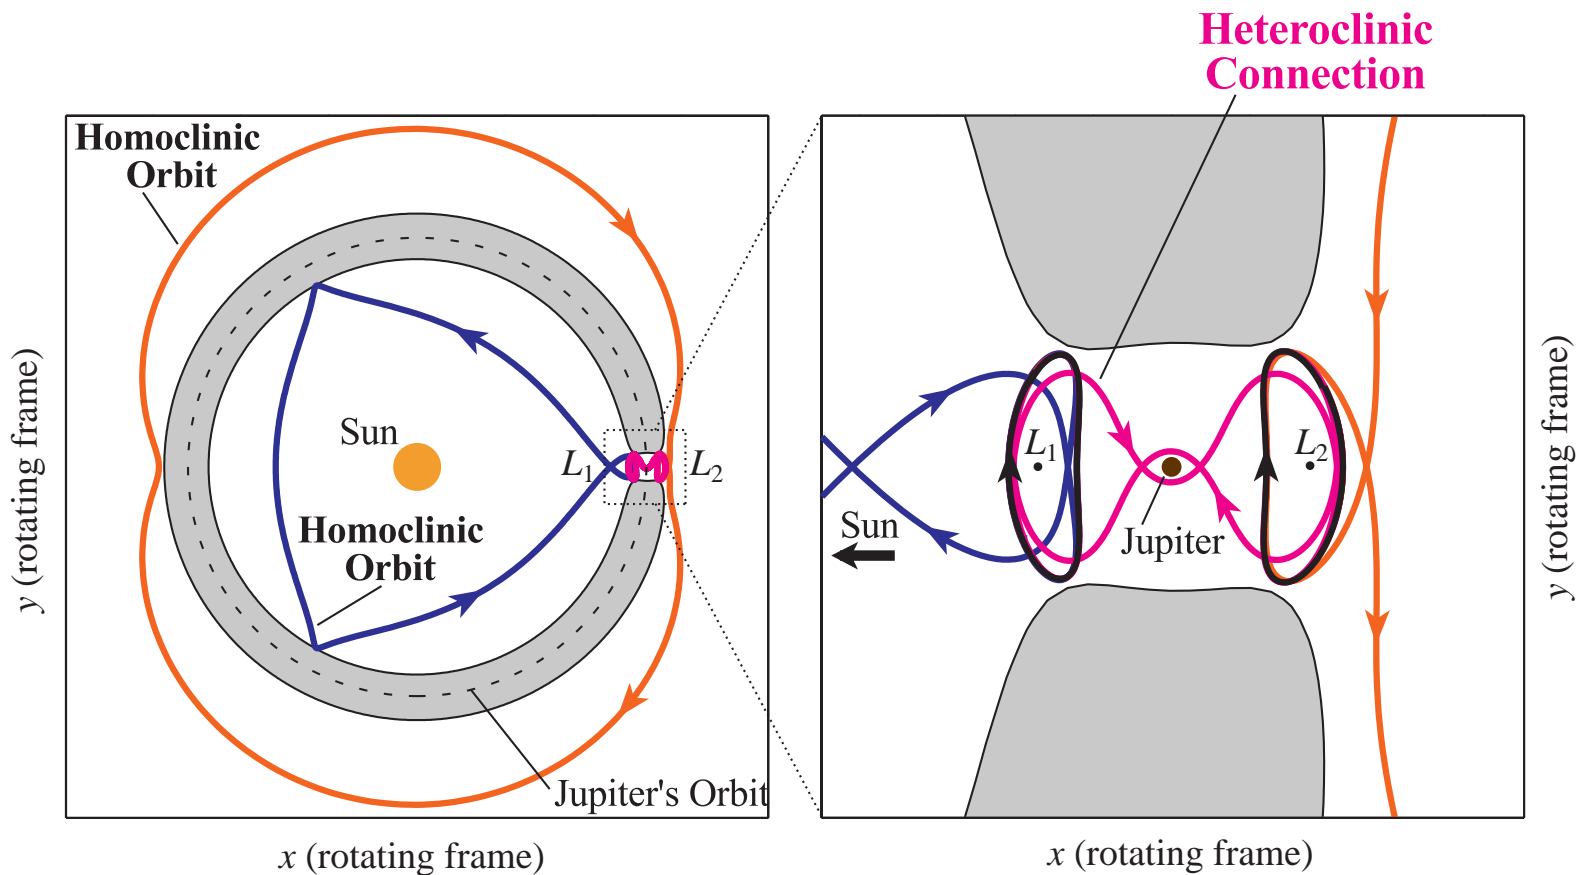 Heteroclinic
Connection
Homoclinic
Orbit
Sun
L1
L2
Homoclinic
Orbit
Jupiter's Orbit
x (rotating frame)
y (rotating frame)
L1
L2
Sun
Jupiter
x (rotating frame)
y (rotating frame)